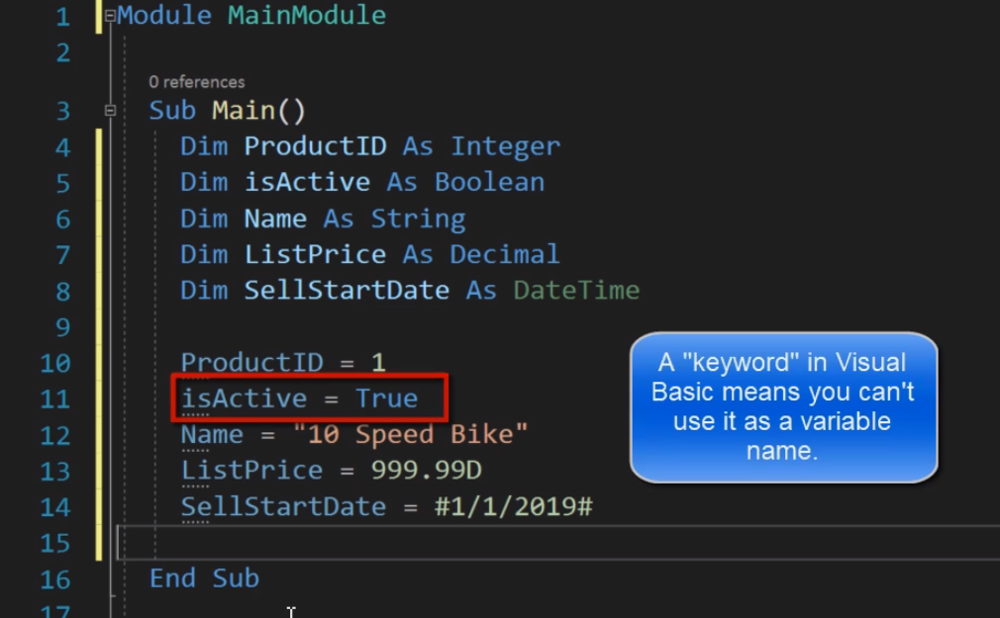 1 Module MainModule
2
0 references
3 Sub Main()
4 Dim ProductID As Integer
5 Dim isActive As Boolean
6 Dim Name As String
7 Dim ListPrice As Decimal
8 Dim SellStartDate As DateTime
9
10 ProductID = 1
11 isActive = True
12 Name = "10 Speed Bike"
13 ListPrice = 999.99D
14 SellStartDate = #1/1/2019#
15
16 End Sub
17
A "keyword" in Visual
Basic means you can't
use it as a variable
name.